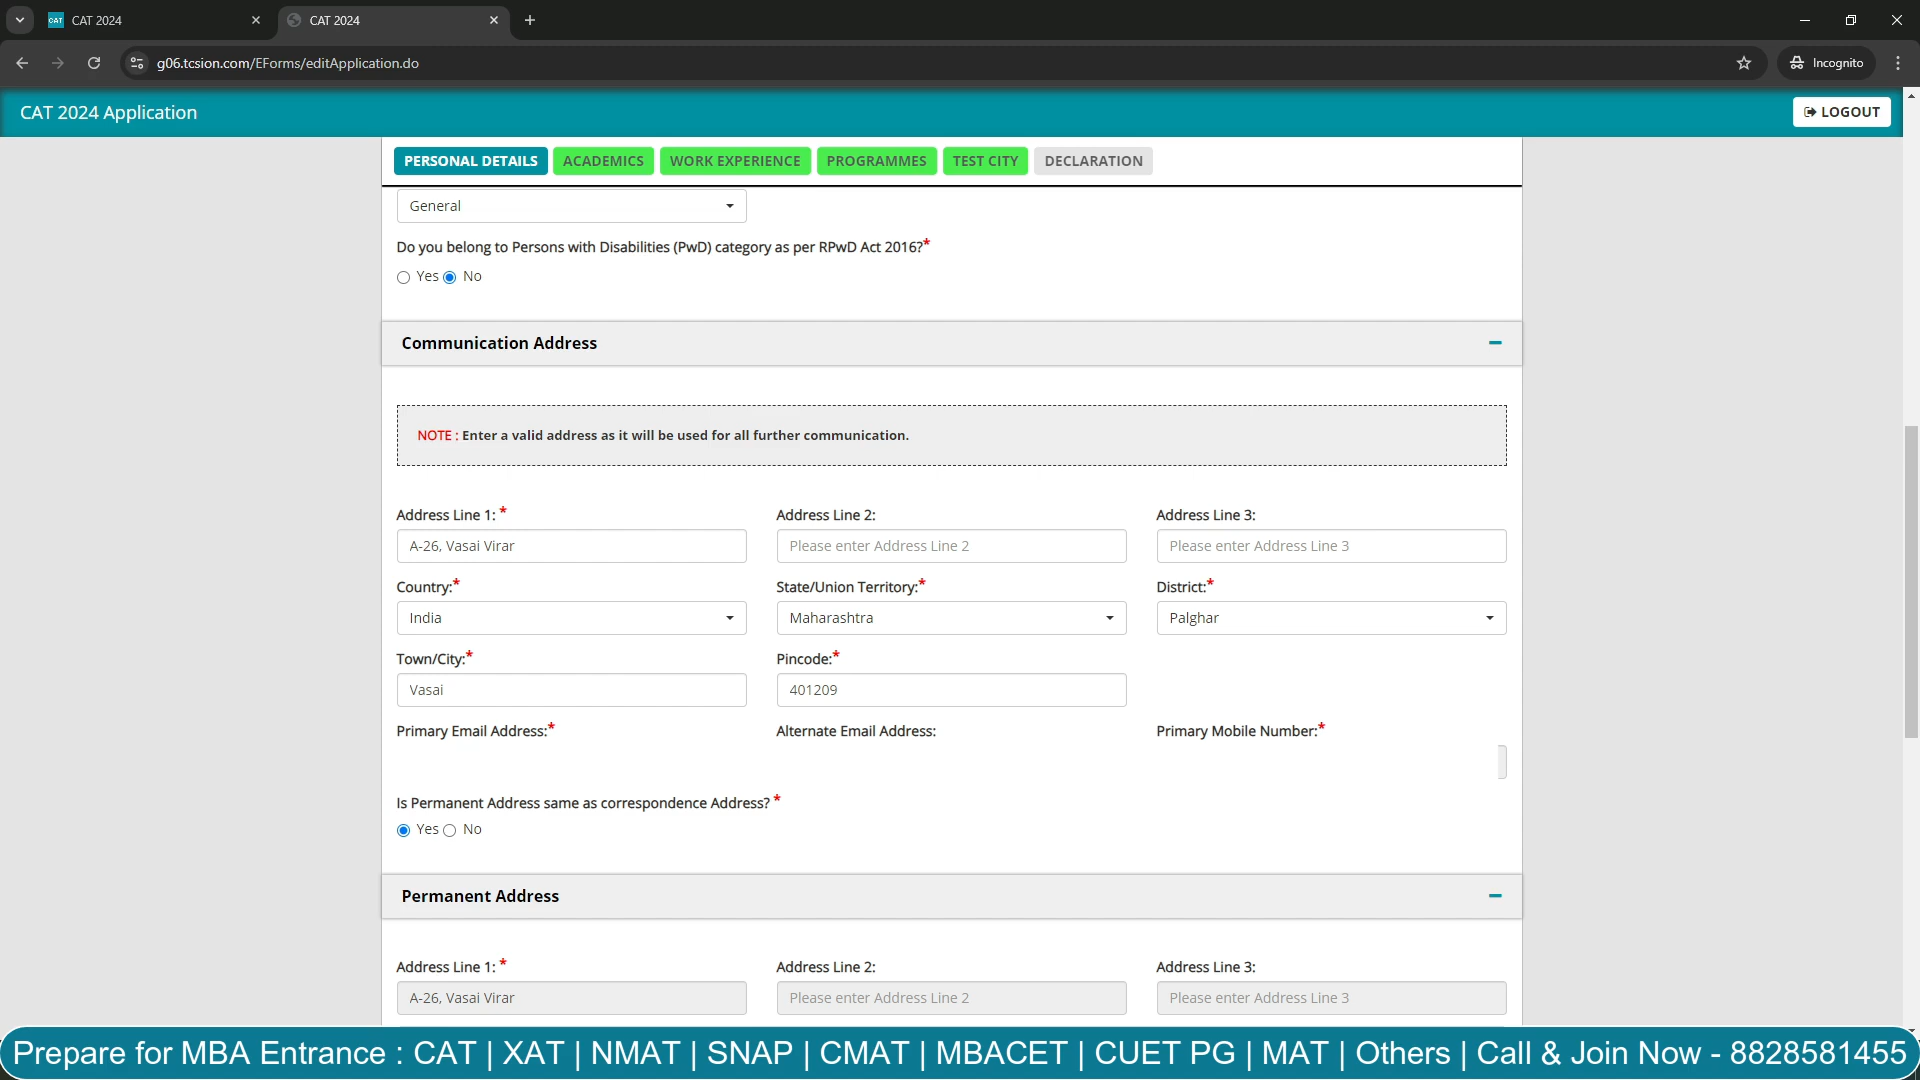 CAT 2024
CAT 2024
g06.tcsion.com/EForms/editApplication.do
Incognito
CAT 2024 Application
LOGOUT
PERSONAL DETAILS ACADEMICS WORK EXPERIENCE PROGRAMMES TEST CITY DECLARATION
General
Do you belong to Persons with Disabilities (PwD) category as per RPwD Act 2016?*
Yes No
Communication Address
NOTE : Enter a valid address as it will be used for all further communication.
Address Line 1: * Address Line 2: Address Line 3:
A-26, Vasai Virar Please enter Address Line 2 Please enter Address Line 3
Country:* State/Union Territory:* District:*
India Maharashtra Palghar
Town/City:* Pincode:*
Vasai 401209
Primary Email Address:* Alternate Email Address: Primary Mobile Number:*
Is Permanent Address same as correspondence Address? *
Yes No
Permanent Address
Address Line 1: * Address Line 2: Address Line 3:
A-26, Vasai Virar Please enter Address Line 2 Please enter Address Line 3
Prepare for MBA Entrance : CAT | XAT | NMAT | SNAP | CMAT | MBACET | CUET PG | MAT | Others | Call & Join Now - 8828581455